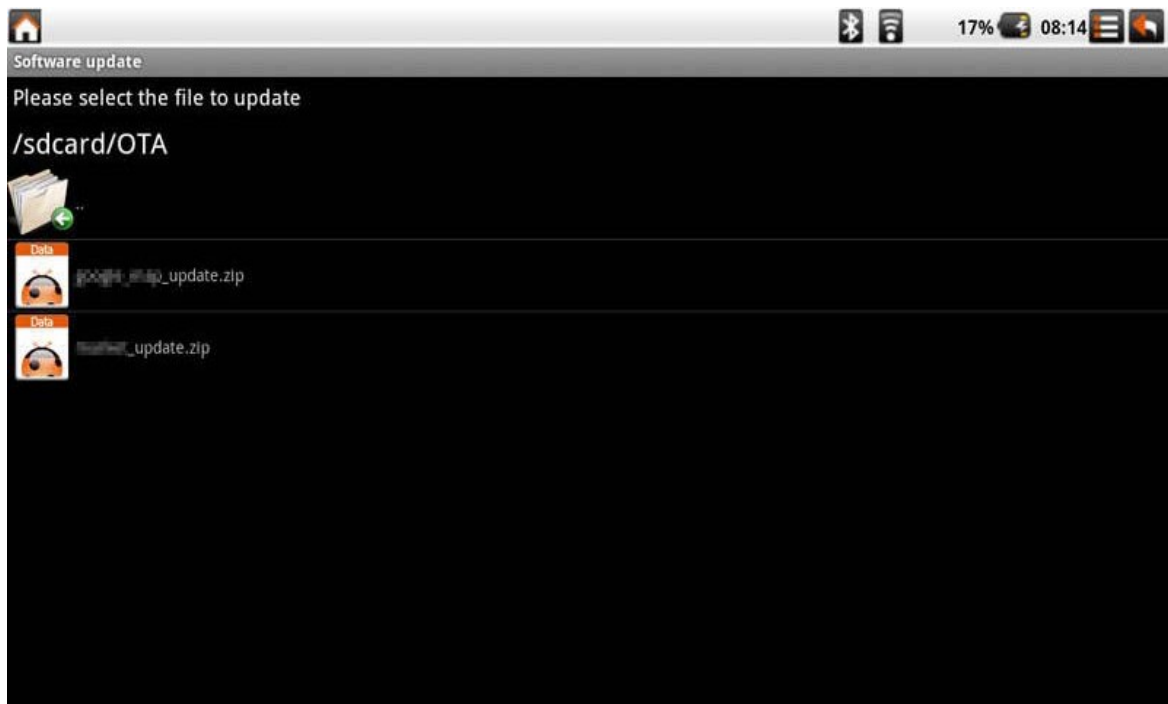 17% 08:14
Software update
Please select the file to update
/sdcard/OTA
..
Data
_update.zip
Data
_update.zip